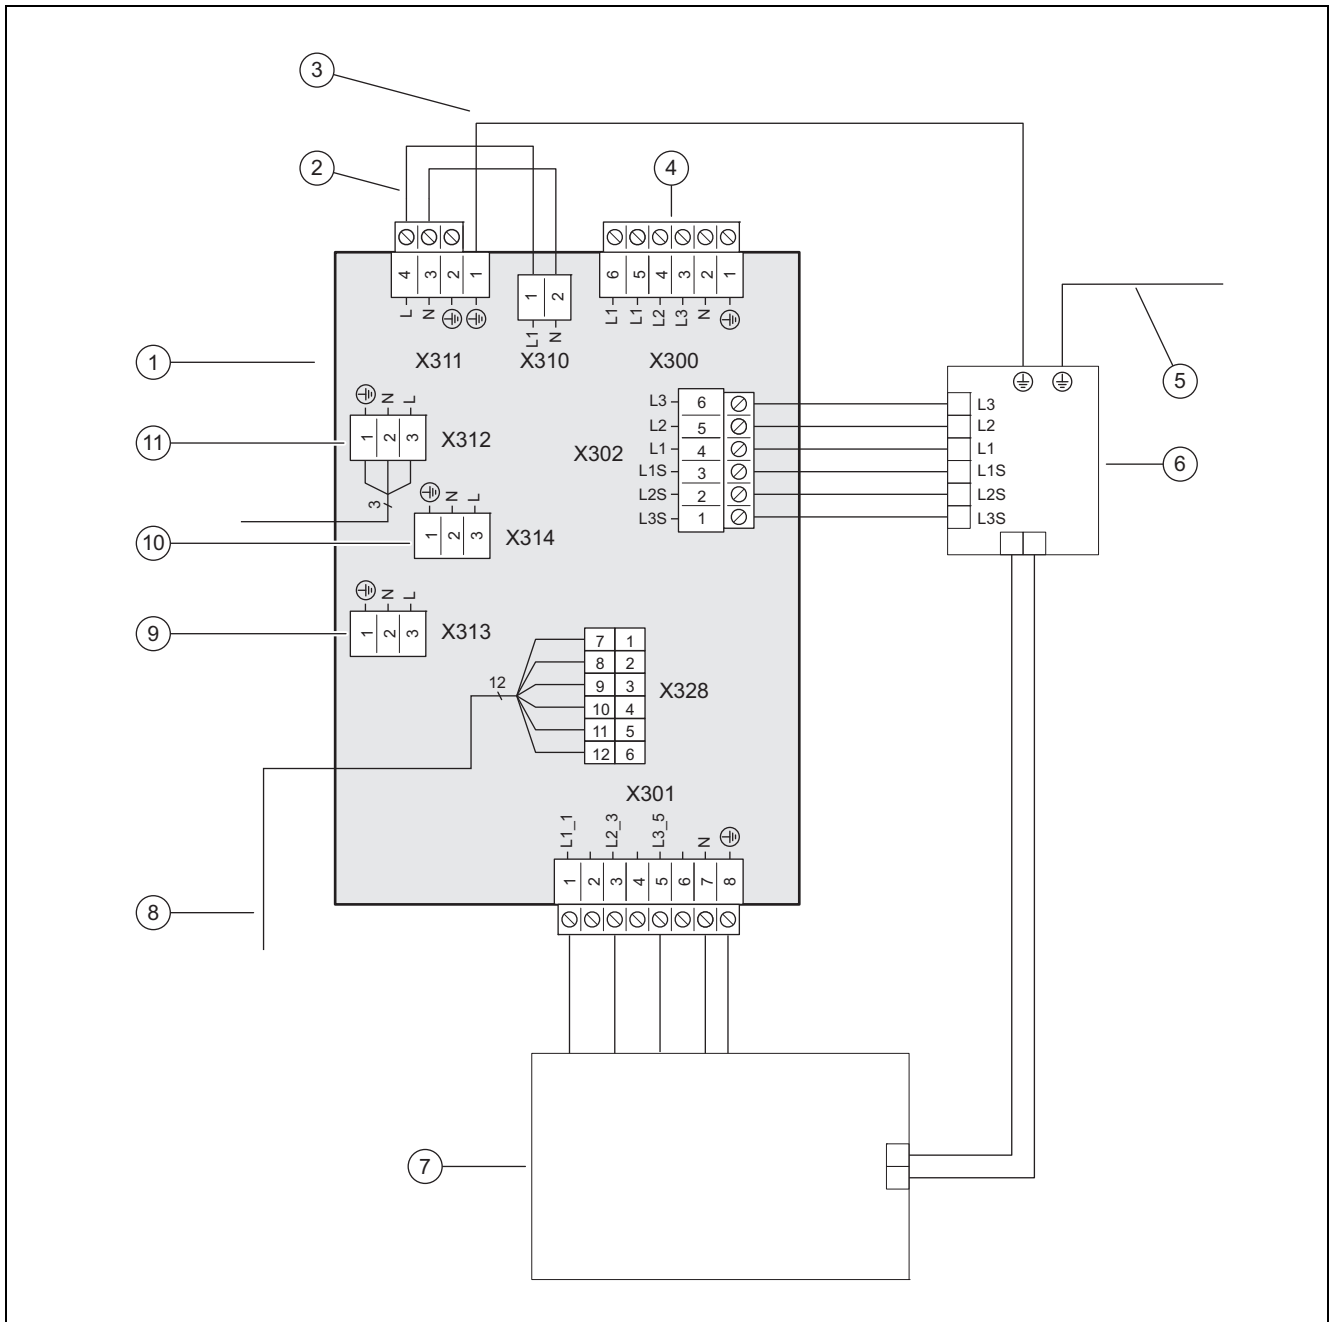 3
2
4
4 3 2 1
L N
X311
1 2
L1 N
X310
6 5 4 3 2 1
L1 L1 L2 L3 N
X300
1
5
11
N L
1 2 3
X312
3
X302
L3 6 L3
L2 5 L2
L1 4 L1
L1S 3 L1S
L2S 2 L2S
L3S 1 L3S
6
10
N L
1 2 3
X314
9
N L
1 2 3
X313
12
7 1
8 2
9 3
10 4
11 5
12 6
X328
X301
L1_1 L2_3 L3_5 N
1 2 3 4 5 6 7 8
8
7